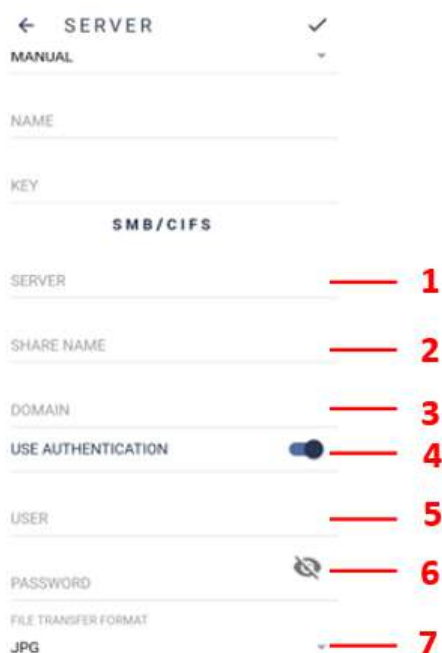 SERVER
MANUAL
NAME
KEY
SMB/CIFS
SERVER 1
SHARE NAME 2
DOMAIN 3
USE AUTHENTICATION 4
USER 5
PASSWORD 6
FILE TRANSFER FORMAT
JPG 7